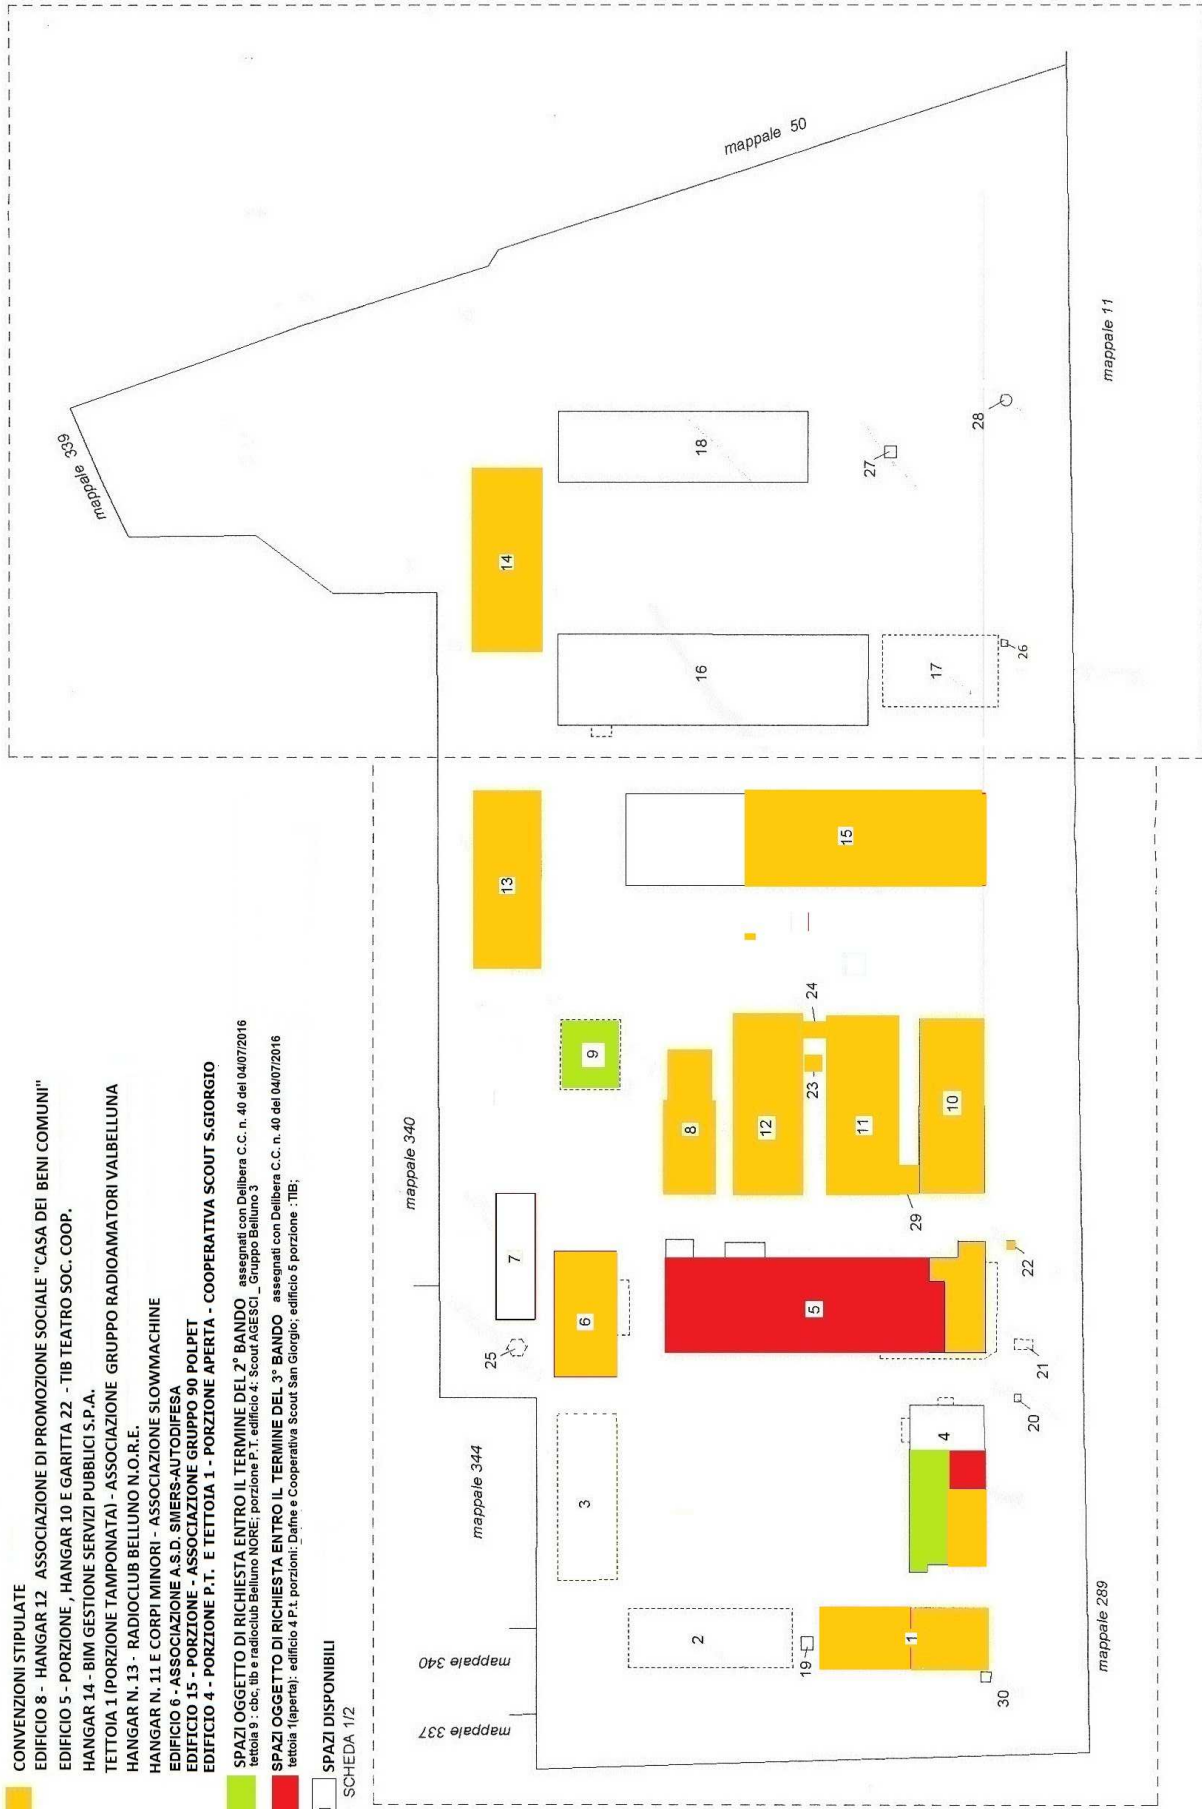 CONVENZIONI STIPULATE
EDIFICIO 8 - HANGAR 12 ASSOCIAZIONE DI PROMOZIONE SOCIALE "CASA DEI BENI COMUNI"
EDIFICIO 5 - PORZIONE, HANGAR 10 E GARITTA 22 - TIB TEATRO SOC. COOP.
HANGAR 14 - BIM GESTIONE SERVIZI PUBBLICI S.P.A.
TETTOIA 1 (PORZIONE TAMPONATA) - ASSOCIAZIONE GRUPPO RADIOAMATORI VALBELLUNA
HANGAR N. 13 - RADIOCLUB BELLUNO N.O.R.E.
HANGAR N. 11 E CORPI MINORI - ASSOCIAZIONE SLOWMACHINE
EDIFICIO 6 - ASSOCIAZIONE A.S.D. SMERS-AUTODIFESA
EDIFICIO 15 - PORZIONE - ASSOCIAZIONE GRUPPO 90 POLPET
EDIFICIO 4 - PORZIONE P.T. E TETTOIA 1 - PORZIONE APERTA - COOPERATIVA SCOUT S.GIORGIO
SPAZI OGGETTO DI RICHIESTA ENTRO IL TERMINE DEL 2° BANDO assegnati con Delibera C.C. n. 40 del 04/07/2016
tettoia 9 : cbc, tib e radioclub Belluno NORE; porzione P.T. edificio 4: Scout AGESCI_ Gruppo Belluno 3
SPAZI OGGETTO DI RICHIESTA ENTRO IL TERMINE DEL 3° BANDO assegnati con Delibera C.C. n. 40 del 04/07/2016
tettoia 1(aperta); edificio 4 P.t. porzioni: Dafne e Cooperativa Scout San Giorgio; edificio 5 porzione : TIB;
SPAZI DISPONIBILI
SCHEDA 1/2
mappale 337
mappale 340
mappale 344
mappale 340
mappale 339
mappale 50
mappale 11
mappale 289
1
2
3
4
5
6
7
8
9
10
11
12
13
14
15
16
17
18
19
20
21
22
23
24
25
26
27
28
29
30